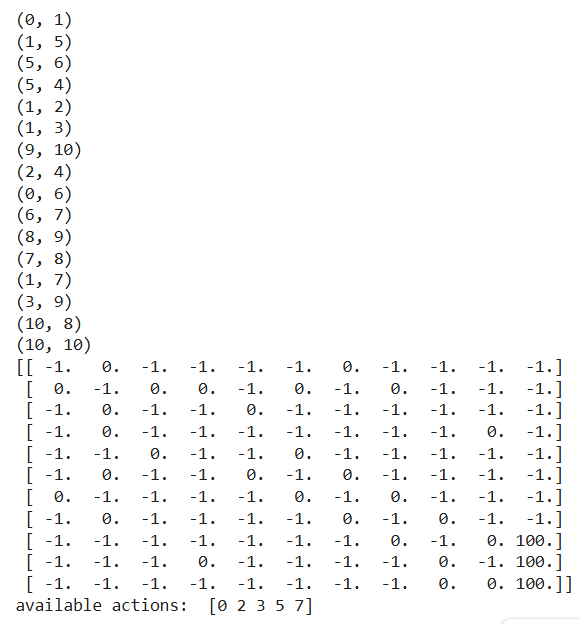 (0, 1)
(1, 5)
(5, 6)
(5, 4)
(1, 2)
(1, 3)
(9, 10)
(2, 4)
(0, 6)
(6, 7)
(8, 9)
(7, 8)
(1, 7)
(3, 9)
(10, 8)
(10, 10)
[[ -1. 0. -1. -1. -1. -1. 0. -1. -1. -1. -1.]
[ 0. -1. 0. 0. -1. 0. -1. 0. -1. -1. -1.]
[ -1. 0. -1. -1. 0. -1. -1. -1. -1. -1. -1.]
[ -1. 0. -1. -1. -1. -1. -1. -1. -1. 0. -1.]
[ -1. -1. 0. -1. -1. 0. -1. -1. -1. -1. -1.]
[ -1. 0. -1. -1. 0. -1. 0. -1. -1. -1. -1.]
[ 0. -1. -1. -1. -1. 0. -1. 0. -1. -1. -1.]
[ -1. 0. -1. -1. -1. -1. 0. -1. 0. -1. -1.]
[ -1. -1. -1. -1. -1. -1. -1. 0. -1. 0. 100.]
[ -1. -1. -1. 0. -1. -1. -1. -1. 0. -1. 100.]
[ -1. -1. -1. -1. -1. -1. -1. -1. 0. 0. 100.]]
available actions: [0 2 3 5 7]